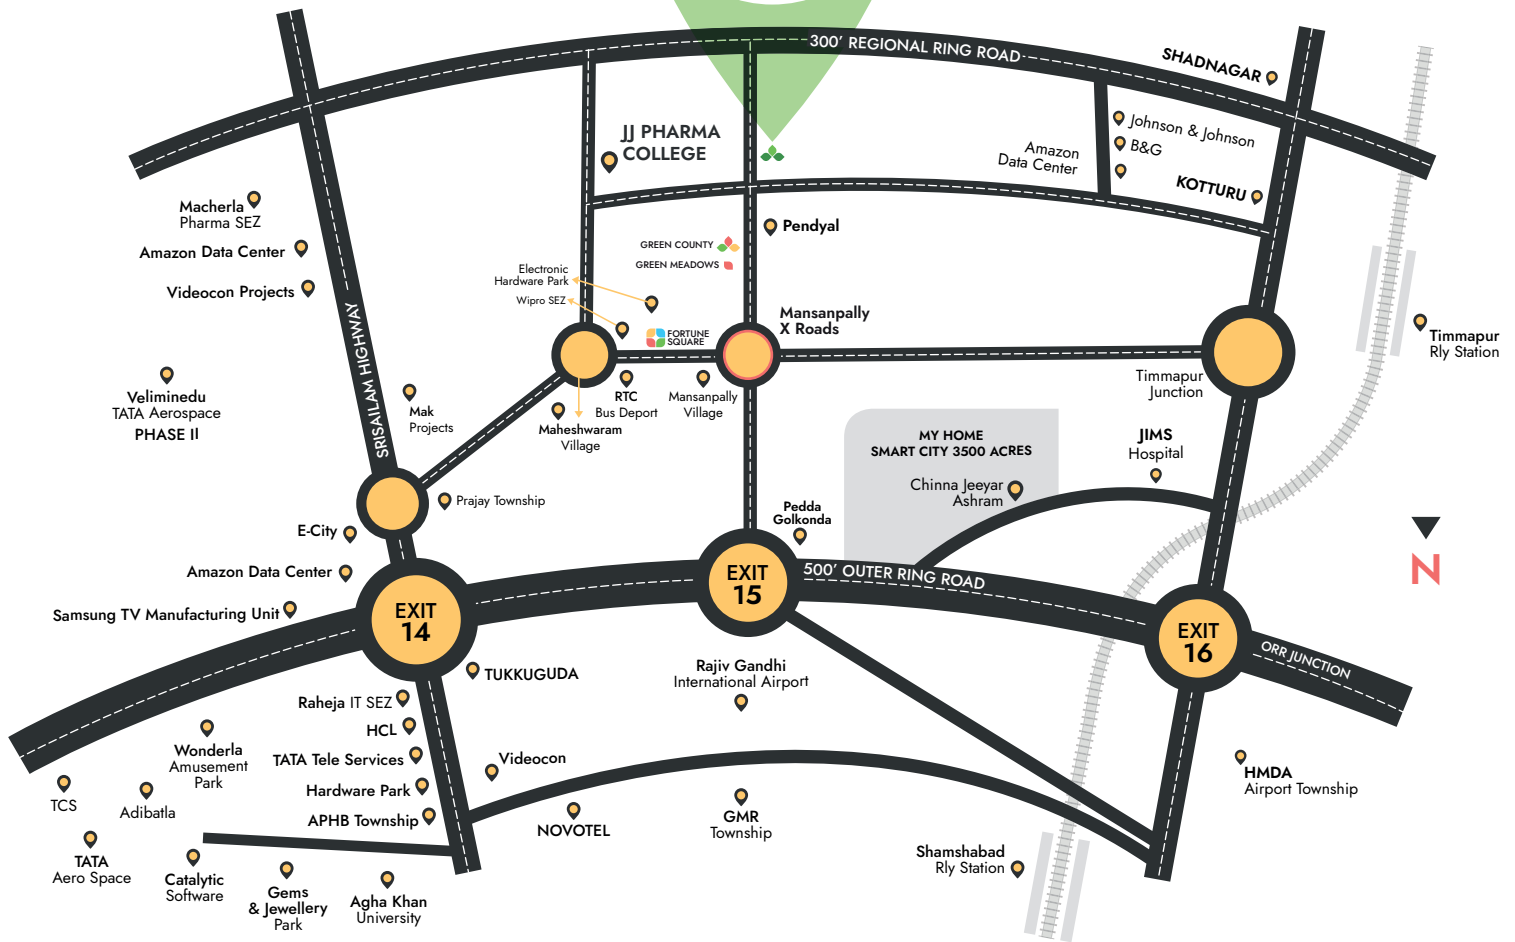 300' REGIONAL RING ROAD
SHADNAGAR
Johnson & Johnson
B&G
Amazon
Data Center
KOTTURU
JJ PHARMA
COLLEGE
Macherla
Pharma SEZ
Amazon Data Center
Videocon Projects
Pendyal
GREEN COUNTY
GREEN MEADOWS
Electronic
Hardware Park
Wipro SEZ
FORTUNE
SQUARE
Mansanpally
X Roads
SRISAILAM HIGHWAY
Timmapur
Rly Station
Veliminedu
TATA Aerospace
PHASE II
Mak
Projects
RTC
Bus Deport
Mansanpally
Village
Maheshwaram
Village
Timmapur
Junction
MY HOME
SMART CITY 3500 ACRES
JIMS
Hospital
Chinna Jeeyar
Ashram
Prajay Township
Pedda
Golkonda
E-City
Amazon Data Center
Samsung TV Manufacturing Unit
EXIT
14
EXIT
15
500' OUTER RING ROAD
EXIT
16
ORR JUNCTION
N
TUKKUGUDA
Rajiv Gandhi
International Airport
Raheja IT SEZ
HCL
TATA Tele Services
Hardware Park
APHB Township
Wonderla
Amusement
Park
Videocon
HMDA
Airport Township
TCS
Adibatla
NOVOTEL
GMR
Township
TATA
Aero Space
Catalytic
Software
Gems
& Jewellery
Park
Agha Khan
University
Shamshabad
Rly Station